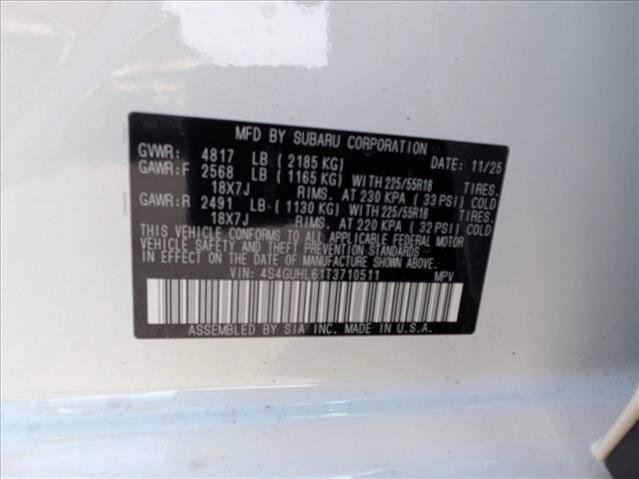 MFD BY SUBARU CORPORATION
GVWR: 4817 LB ( 2185 KG) DATE: 11/25
GAWR:F 2568 LB ( 1165 KG) WITH 225/55R18 TIRES.
18X7J RIMS. AT 230 KPA ( 33 PSI) COLD
GAWR:R 2491 LB ( 1130 KG) WITH 225/55R18 TIRES.
18X7J RIMS. AT 220 KPA ( 32 PSI) COLD
THIS VEHICLE CONFORMS TO ALL APPLICABLE FEDERAL MOTOR
VEHICLE SAFETY AND THEFT PREVENTION STANDARDS
IN EFFECT ON THE DATE OF MANUFACTURE SHOWN ABOVE.
VIN: 4S4GUHL61T3710511 MPV
ASSEMBLED BY SIA INC. MADE IN U.S.A.